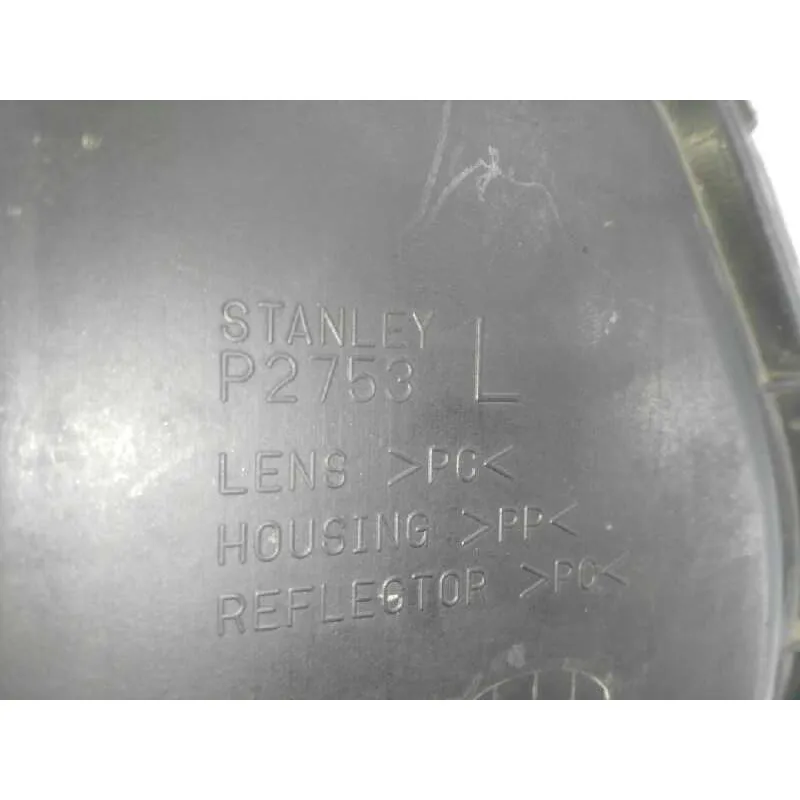 STANLEY
P2753 L
LENS >PC<
HOUSING >PP<
REFLECTOR >PC<